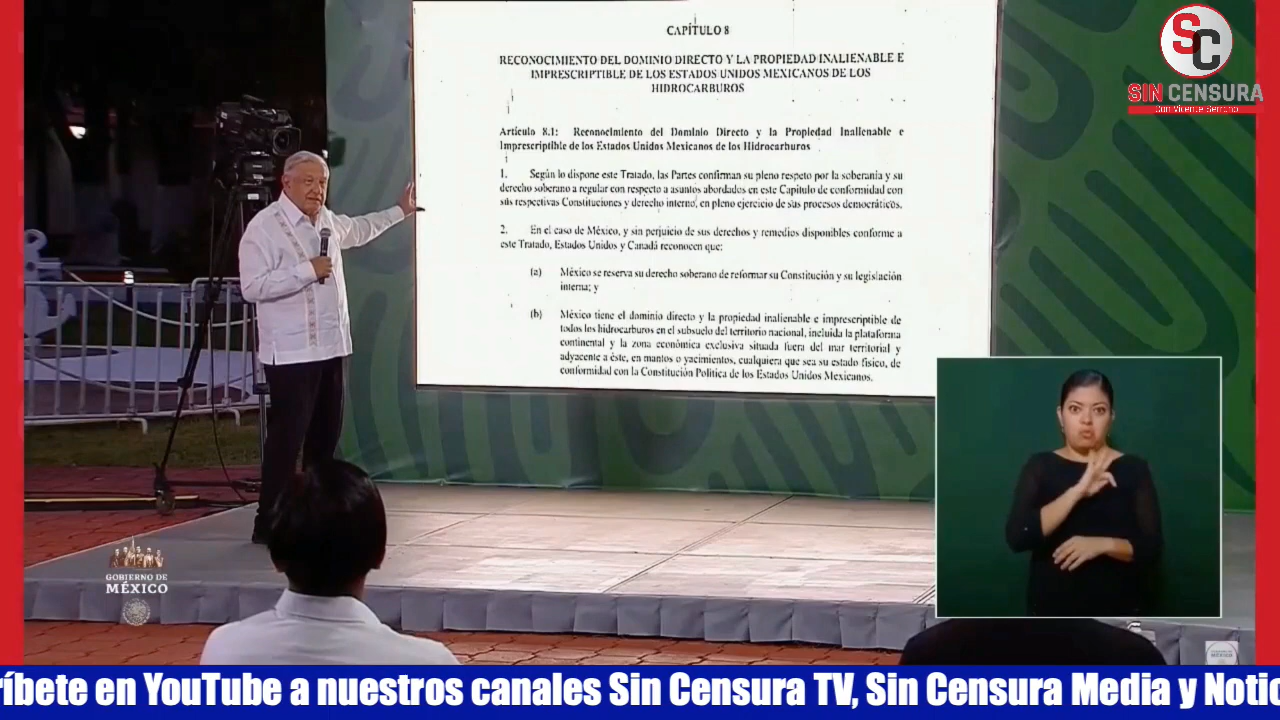 CAPÍTULO 8
RECONOCIMIENTO DEL DOMINIO DIRECTO Y LA PROPIEDAD INALIENABLE E
IMPRESCRIPTIBLE DE LOS ESTADOS UNIDOS MEXICANOS DE LOS
HIDROCARBUROS
Artículo 8.1: Reconocimiento del Dominio Directo y la Propiedad Inalienable e
Imprescriptible de los Estados Unidos Mexicanos de los Hidrocarburos
1. Según lo dispone este Tratado, las Partes confirman su pleno respeto por la soberanía y su
derecho soberano a regular con respecto a asuntos abordados en este Capítulo de conformidad con
sus respectivas Constituciones y derecho interno, en pleno ejercicio de sus procesos democráticos.
2. En el caso de México, y sin perjuicio de sus derechos y remedios disponibles conforme a
este Tratado, Estados Unidos y Canadá reconocen que:
(a) México se reserva su derecho soberano de reformar su Constitución y su legislación
interna; y
(b) México tiene el dominio directo y la propiedad inalienable e imprescriptible de
todos los hidrocarburos en el subsuelo del territorio nacional, incluida la plataforma
continental y la zona económica exclusiva situada fuera del mar territorial y
adyacente a éste, en mantos o yacimientos, cualquiera que sea su estado físico, de
conformidad con la Constitución Política de los Estados Unidos Mexicanos.
SC
SIN CENSURA
Con Vicente Serrano
GOBIERNO DE
MÉXICO
ríbete en YouTube a nuestros canales Sin Censura TV, Sin Censura Media y Notic